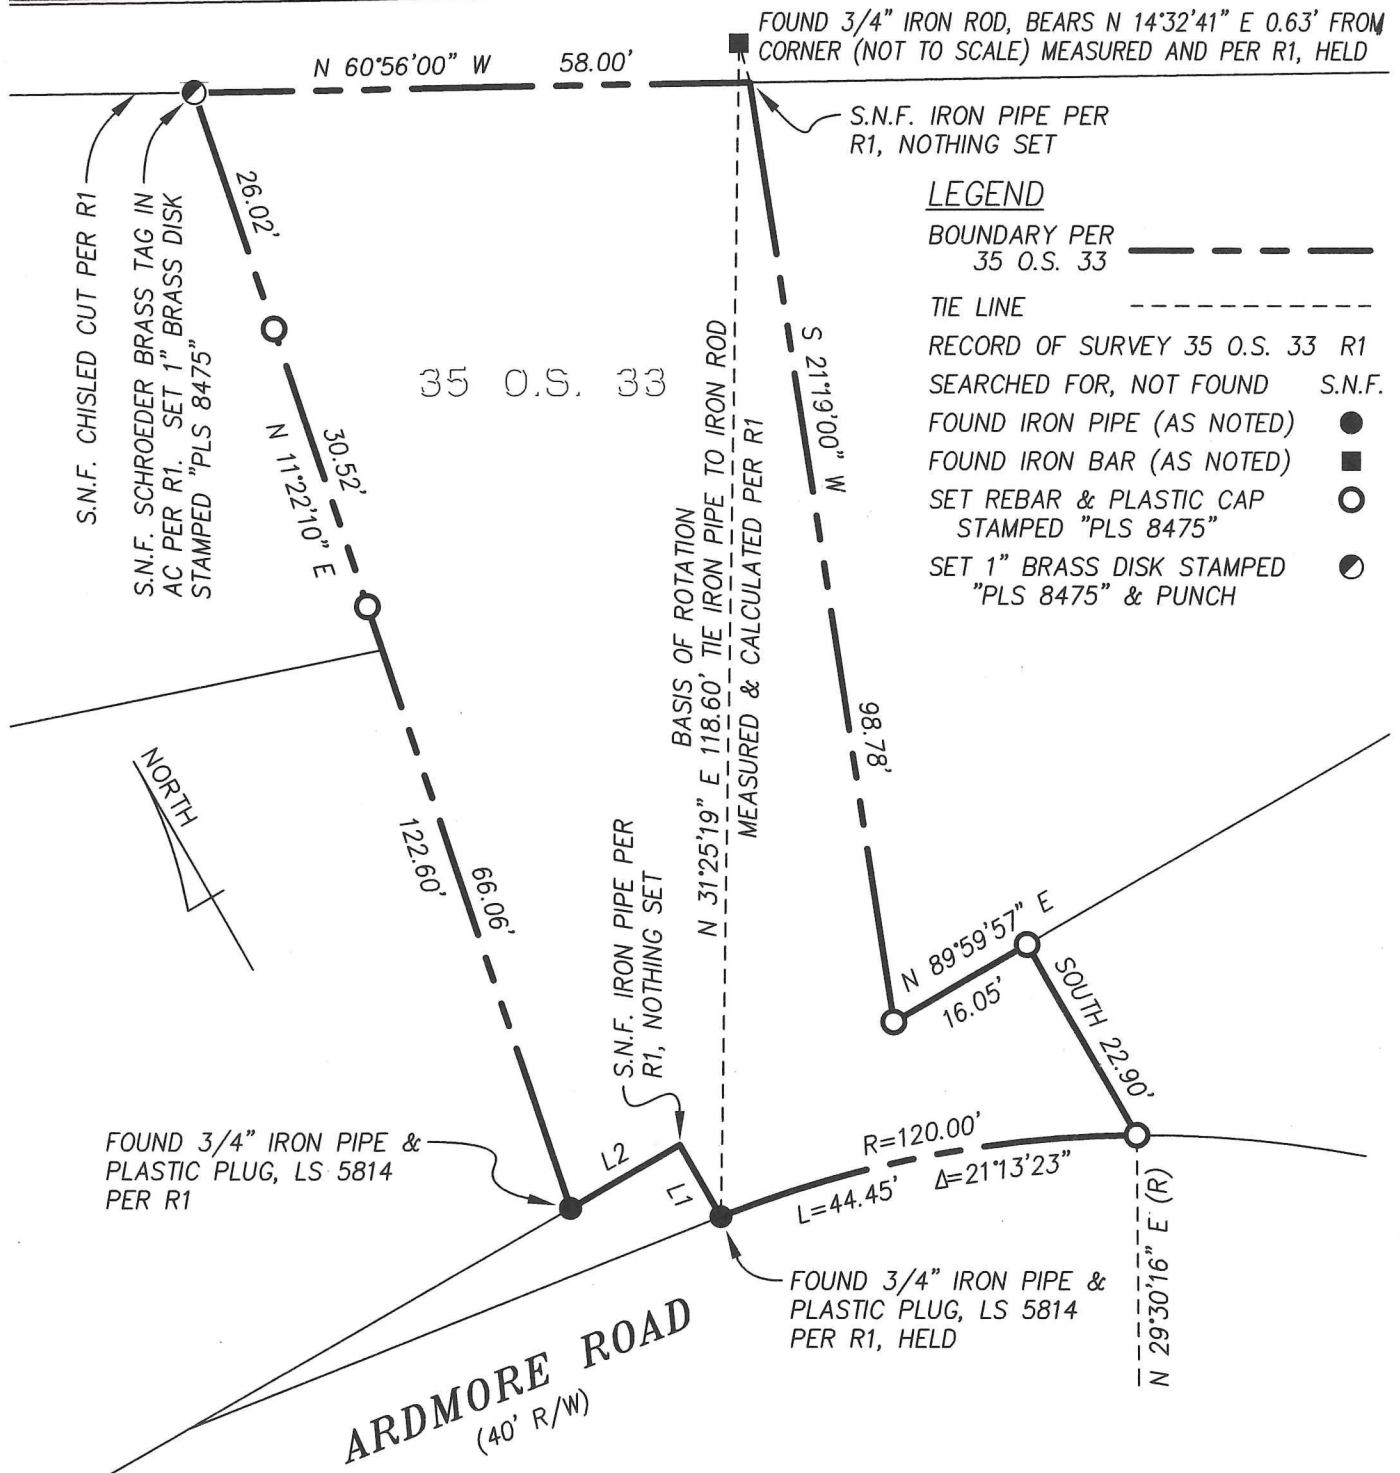 FOUND 3/4" IRON ROD, BEARS N 14°32'41" E 0.63' FROM
CORNER (NOT TO SCALE) MEASURED AND PER R1, HELD
N 60°56'00" W 58.00'
S.N.F. IRON PIPE PER
R1, NOTHING SET
S.N.F. CHISLED CUT PER R1
S.N.F. SCHROEDER BRASS TAG IN
AC PER R1. SET 1" BRASS DISK
STAMPED "PLS 8475"
26.02'
30.52'
N 11°22'10" E
35 O.S. 33
BASIS OF ROTATION
N 31°25'19" E 118.60' TIE IRON PIPE TO IRON ROD
MEASURED & CALCULATED PER R1
S 21°19'00" W
98.78'
LEGEND
BOUNDARY PER
35 O.S. 33
TIE LINE
RECORD OF SURVEY 35 O.S. 33 R1
SEARCHED FOR, NOT FOUND S.N.F.
FOUND IRON PIPE (AS NOTED)
FOUND IRON BAR (AS NOTED)
SET REBAR & PLASTIC CAP
STAMPED "PLS 8475"
SET 1" BRASS DISK STAMPED
"PLS 8475" & PUNCH
NORTH
66.06'
122.60'
S.N.F. IRON PIPE PER
R1, NOTHING SET
N 89°59'57" E
16.05'
SOUTH 22.90'
FOUND 3/4" IRON PIPE &
PLASTIC PLUG, LS 5814
PER R1
L2
L1
R=120.00'
L=44.45' Δ=21°13'23"
N 29°30'16" E (R)
FOUND 3/4" IRON PIPE &
PLASTIC PLUG, LS 5814
PER R1, HELD
ARDMORE ROAD
(40' R/W)